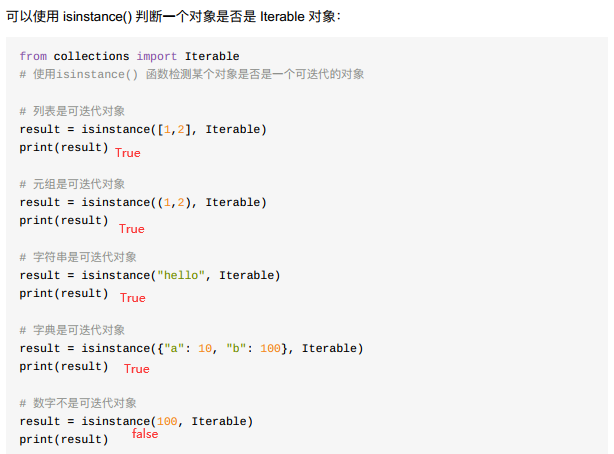 可以使用 isinstance() 判断一个对象是否是 Iterable 对象：
from collections import Iterable
# 使用isinstance() 函数检测某个对象是否是一个可迭代的对象
# 列表是可迭代对象
result = isinstance([1,2], Iterable)
print(result) True
# 元组是可迭代对象
result = isinstance((1,2), Iterable)
print(result) True
# 字符串是可迭代对象
result = isinstance("hello", Iterable)
print(result) True
# 字典是可迭代对象
result = isinstance({"a": 10, "b": 100}, Iterable)
print(result) True
# 数字不是可迭代对象
result = isinstance(100, Iterable)
print(result) false